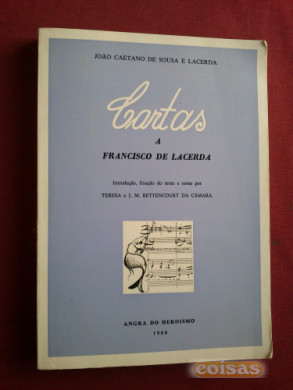 JOÃO CAETANO DE SOUSA E LACERDA
Cartas
A
FRANCISCO DE LACERDA
Introdução, fixação do texto e notas por
TERESA e J. M. BETTENCOURT DA CÂMARA
ANGRA DO HEROISMO
1988
coisas